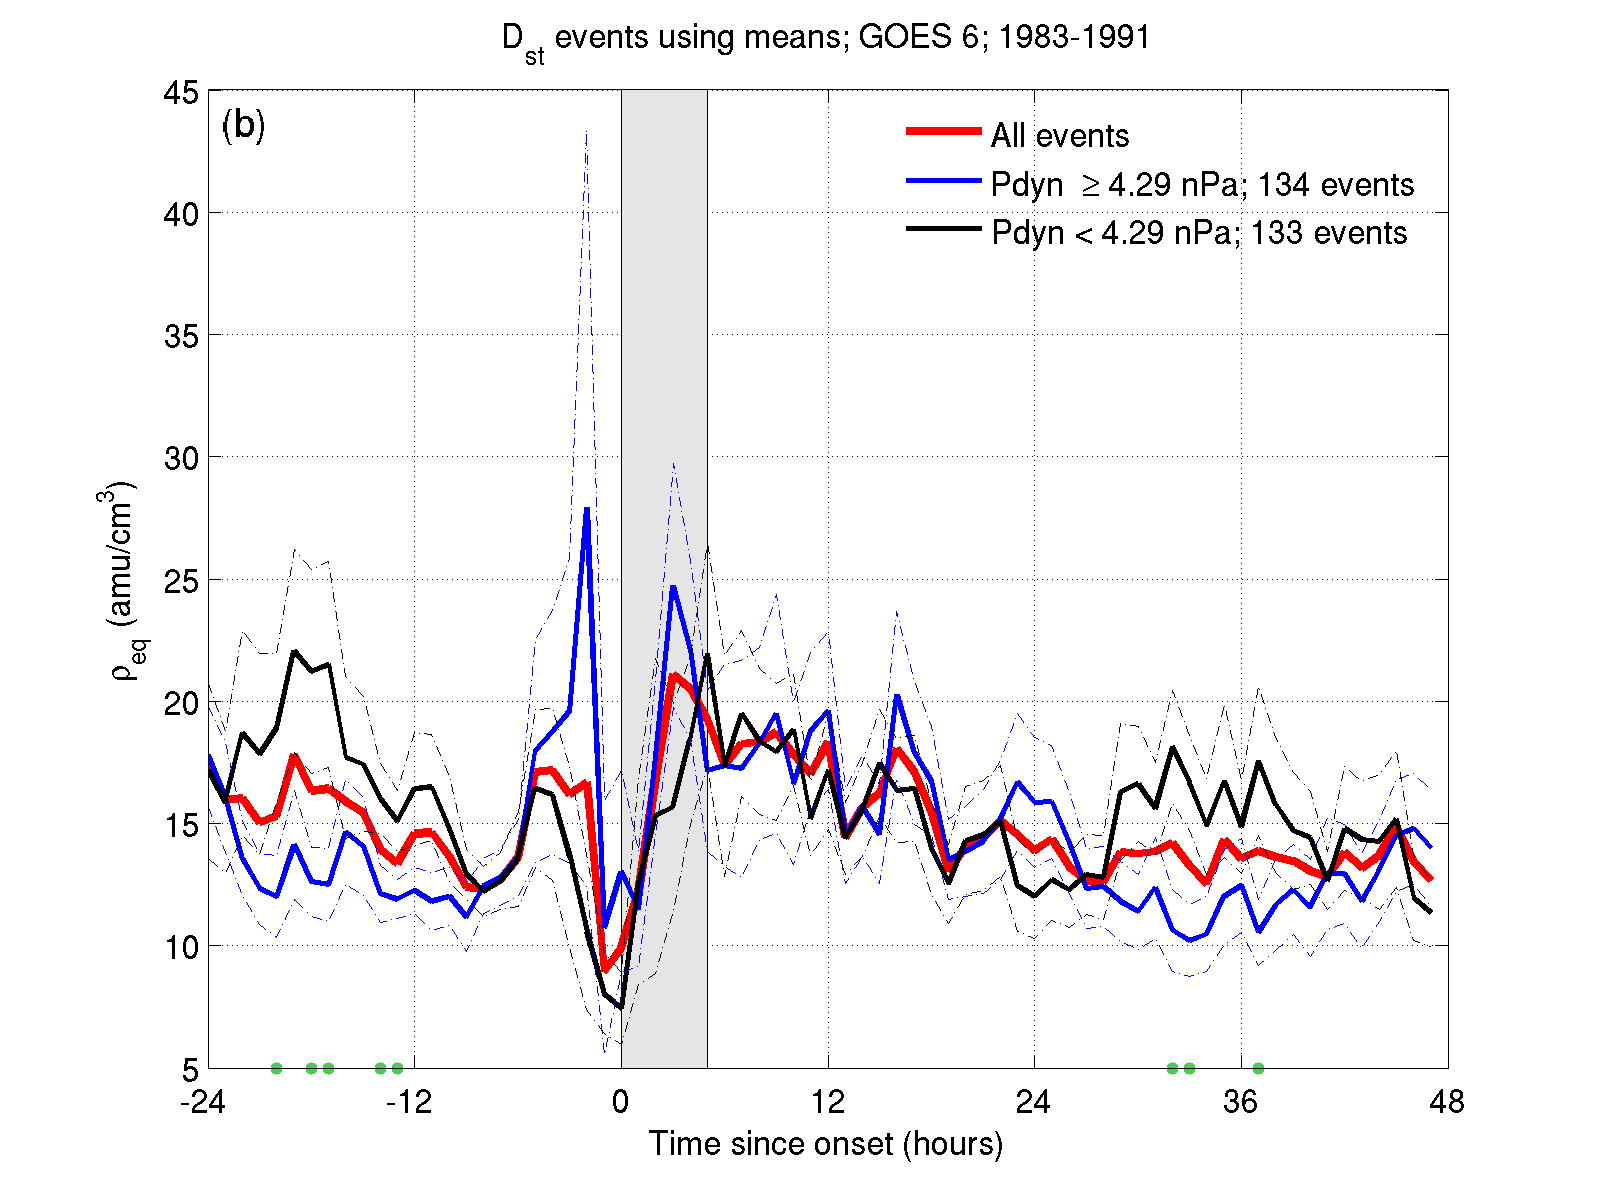 D_st events using means; GOES 6; 1983-1991
(b)
All events
Pdyn ≥ 4.29 nPa; 134 events
Pdyn < 4.29 nPa; 133 events
45
40
35
30
25
20
15
10
5
ρ_eq (amu/cm³)
-24 -12 0 12 24 36 48
Time since onset (hours)